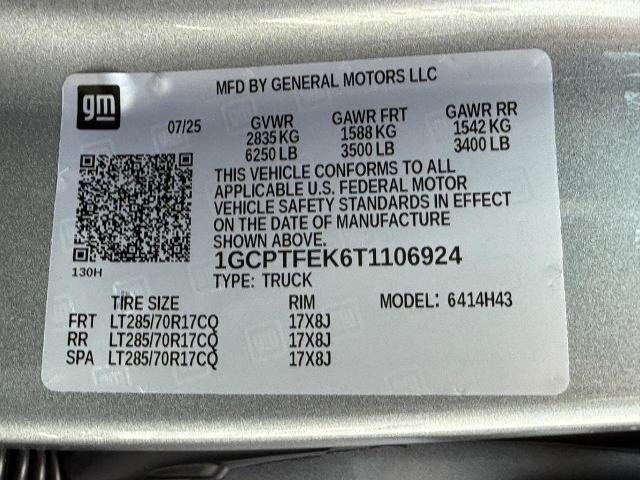 gm
MFD BY GENERAL MOTORS LLC
07/25
GVWR GAWR FRT GAWR RR
2835 KG 1588 KG 1542 KG
6250 LB 3500 LB 3400 LB
THIS VEHICLE CONFORMS TO ALL
APPLICABLE U.S. FEDERAL MOTOR
VEHICLE SAFETY STANDARDS IN EFFECT
ON THE DATE OF MANUFACTURE
SHOWN ABOVE.
130H
1GCPTFEK6T1106924
TYPE: TRUCK
TIRE SIZE RIM MODEL: 6414H43
FRT LT285/70R17CQ 17X8J
RR LT285/70R17CQ 17X8J
SPA LT285/70R17CQ 17X8J